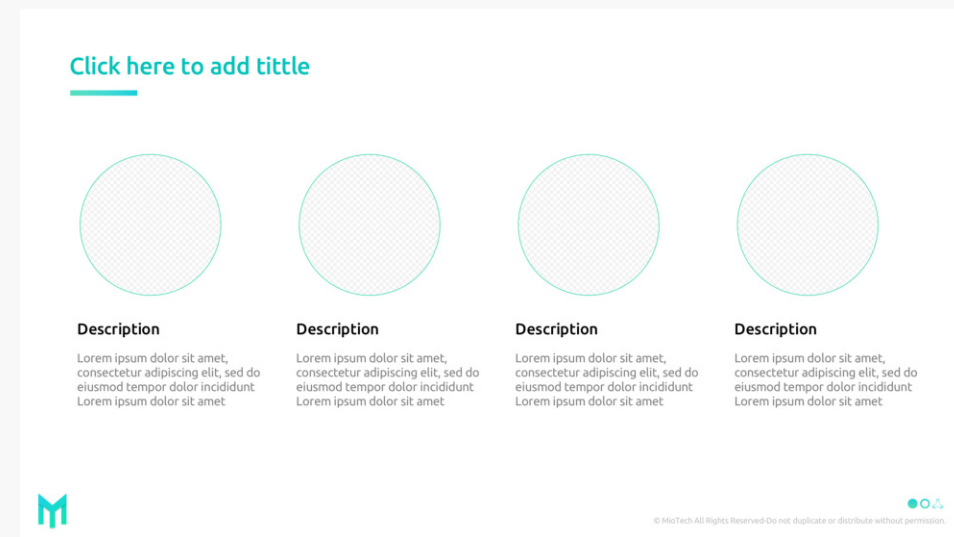 Click here to add tittle
Description
Lorem ipsum dolor sit amet,
consectetur adipiscing elit, sed do
eiusmod tempor dolor incididunt
Lorem ipsum dolor sit amet
Description
Lorem ipsum dolor sit amet,
consectetur adipiscing elit, sed do
eiusmod tempor dolor incididunt
Lorem ipsum dolor sit amet
Description
Lorem ipsum dolor sit amet,
consectetur adipiscing elit, sed do
eiusmod tempor dolor incididunt
Lorem ipsum dolor sit amet
Description
Lorem ipsum dolor sit amet,
consectetur adipiscing elit, sed do
eiusmod tempor dolor incididunt
Lorem ipsum dolor sit amet
© MioTech All Rights Reserved-Do not duplicate or distribute without permission.